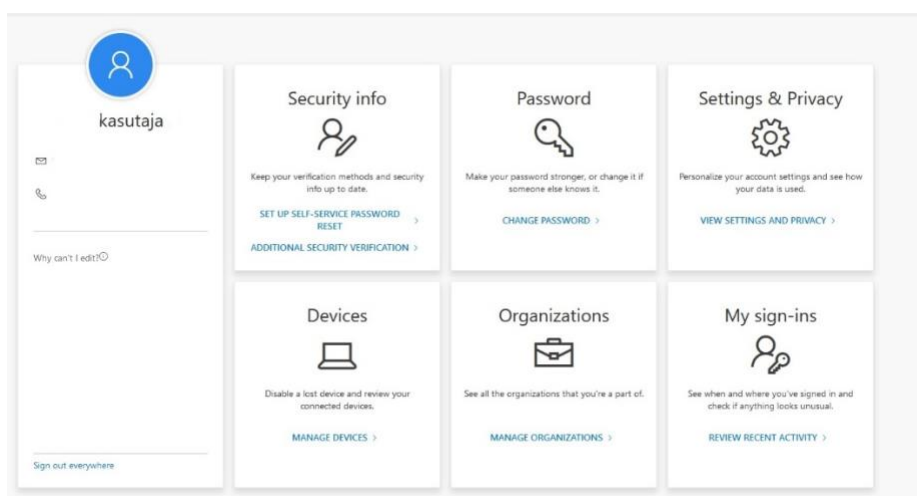 kasutaja
Why can't I edit?
Sign out everywhere
Security info
Keep your verification methods and security
info up to date.
SET UP SELF-SERVICE PASSWORD
RESET
ADDITIONAL SECURITY VERIFICATION
Password
Make your password stronger, or change it if
someone else knows it.
CHANGE PASSWORD
Settings & Privacy
Personalize your account settings and see how
your data is used.
VIEW SETTINGS AND PRIVACY
Devices
Disable a lost device and review your
connected devices.
MANAGE DEVICES
Organizations
See all the organizations that you're a part of.
MANAGE ORGANIZATIONS
My sign-ins
See when and where you've signed in and
check if anything looks unusual.
REVIEW RECENT ACTIVITY